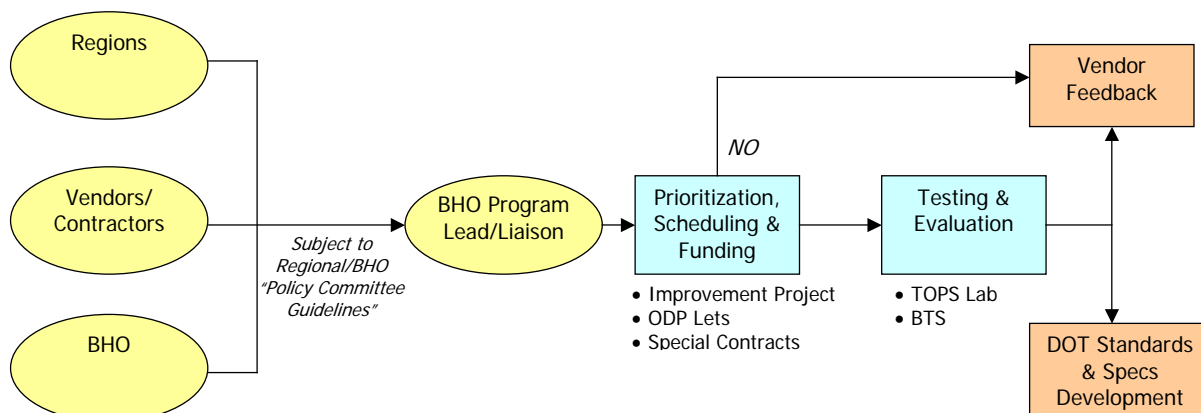 Regions
Vendors/
Contractors
BHO
Subject to
Regional/BHO
“Policy Committee
Guidelines”
BHO Program
Lead/Liaison
NO
Prioritization,
Scheduling &
Funding
• Improvement Project
• ODP Lets
• Special Contracts
Testing &
Evaluation
• TOPS Lab
• BTS
Vendor
Feedback
DOT Standards
& Specs
Development